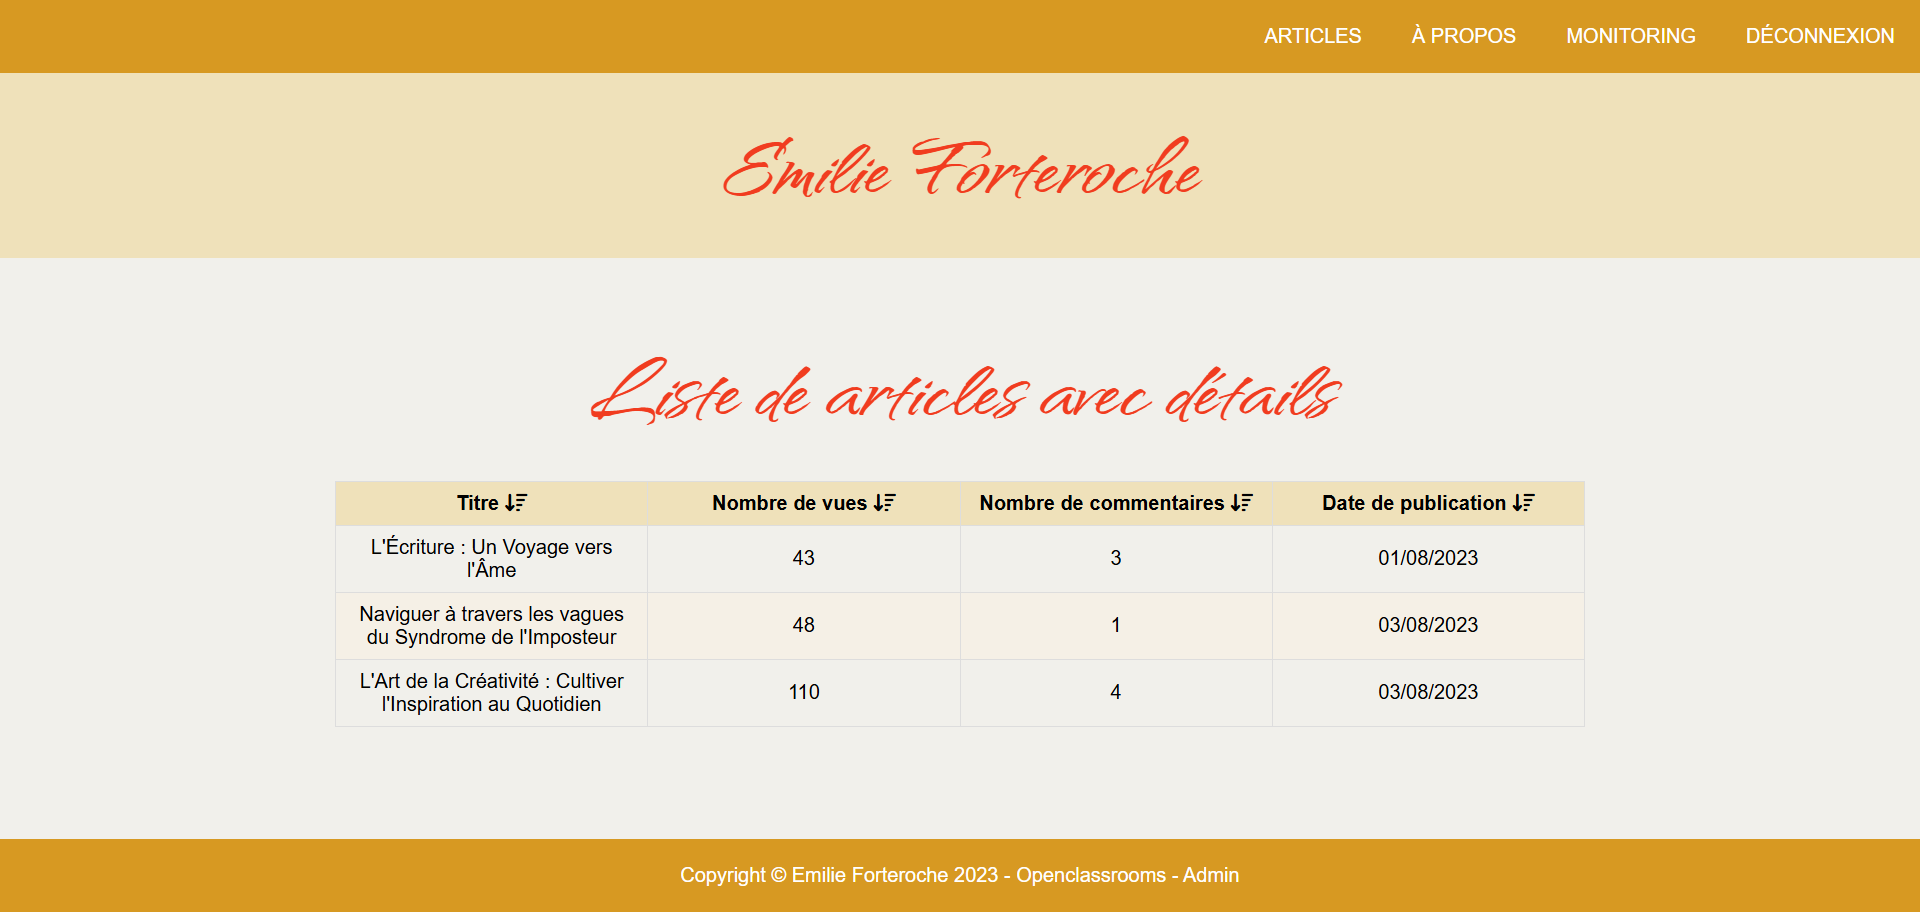 ARTICLES À PROPOS MONITORING DÉCONNEXION
Emilie Forteroche
Liste de articles avec détails
Titre Nombre de vues Nombre de commentaires Date de publication
L'Écriture : Un Voyage vers
l'Âme
43 3 01/08/2023
Naviguer à travers les vagues
du Syndrome de l'Imposteur
48 1 03/08/2023
L'Art de la Créativité : Cultiver
l'Inspiration au Quotidien
110 4 03/08/2023
Copyright © Emilie Forteroche 2023 - Openclassrooms - Admin